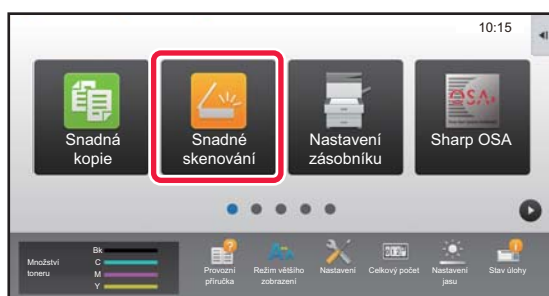 10:15
Snadná
kopie
Snadné
skenování
Nastavení
zásobníku
Sharp OSA
OSA
Množství
toneru
Bk
C
M
Y
Provozní
příručka
Režim většího
zobrazení
Nastavení
Celkový počet
Nastavení
jasu
Stav úlohy